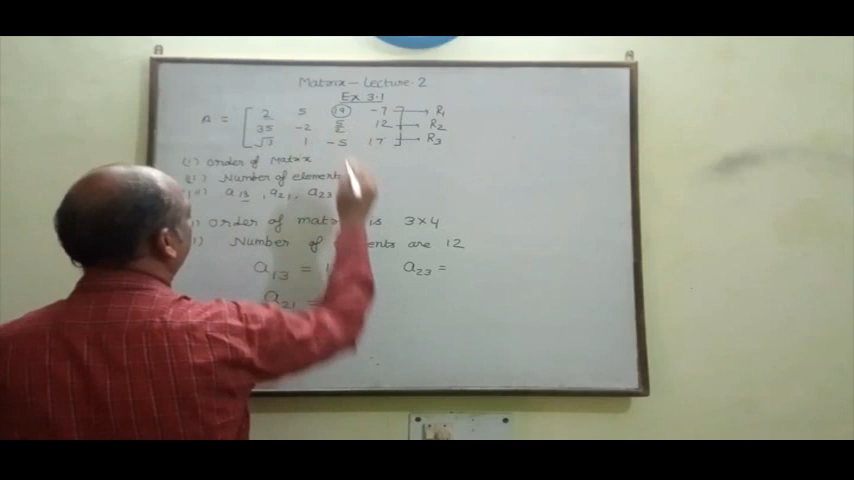 Matrix - Lecture 2
Ex 3.1
A = [ 2 5 19 -7 ] → R1
35 -2 5/2 12 → R2
√3 1 -5 17 → R3
(i) Order of Matrix
(ii) Number of elements
a13, a21, a23
Order of matrix is 3×4
Number of ents are 12
a13 = 1 a23 =
a21 =